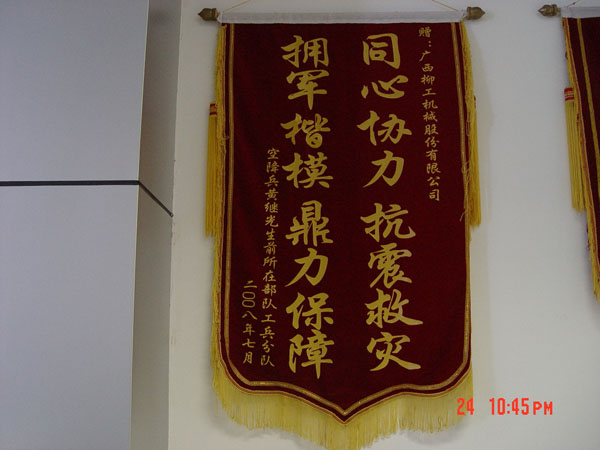 赠：广西柳工机械股份有限公司
同心协力 抗震救灾
拥军楷模 鼎力保障
空降兵黄继光生前所在部队工兵分队
二〇〇八年七月
24 10:45PM